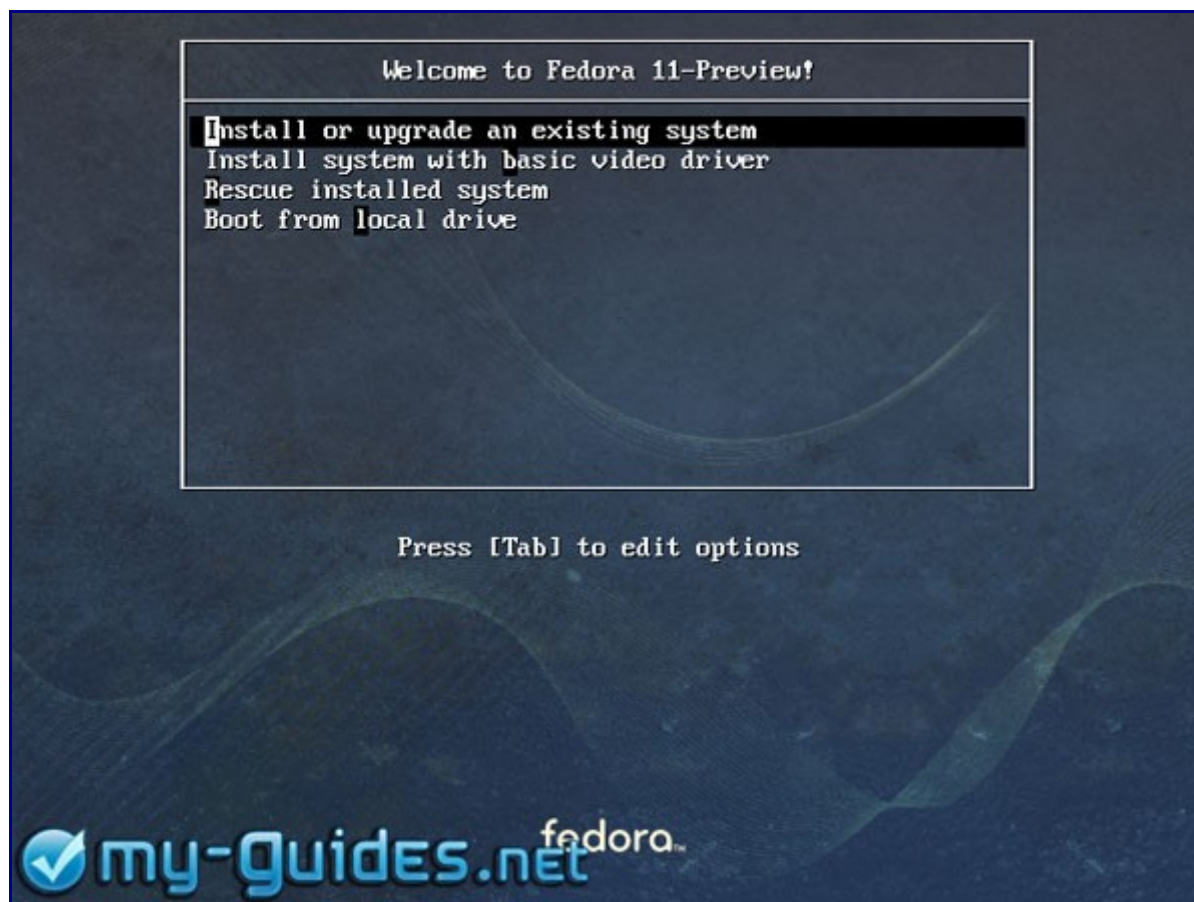 Welcome to Fedora 11-Preview!
Install or upgrade an existing system
Install system with basic video driver
Rescue installed system
Boot from local drive
Press [Tab] to edit options
fedora™
my-guides.net